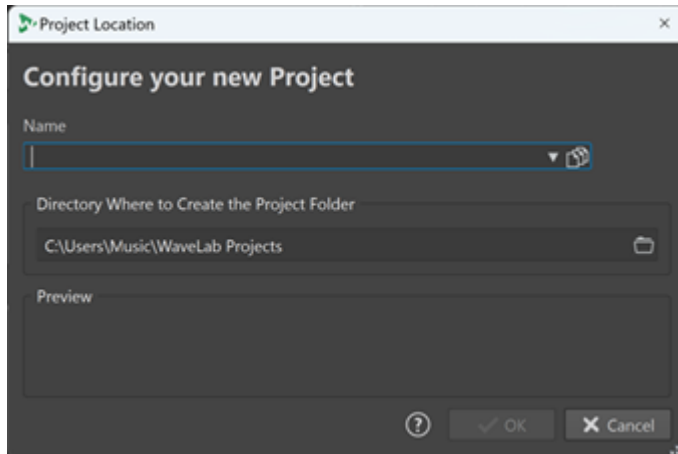 Project Location
Configure your new Project
Name
Directory Where to Create the Project Folder
C:\Users\Music\WaveLab Projects
Preview
OK
Cancel